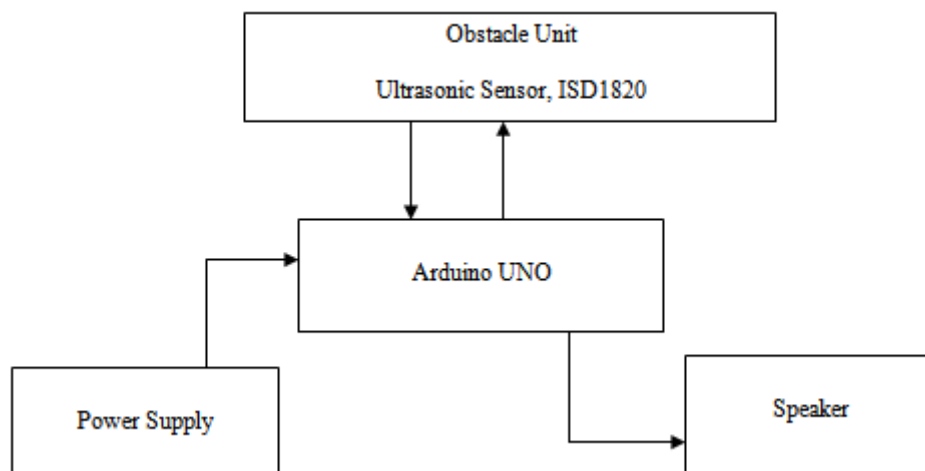 Obstacle Unit
Ultrasonic Sensor, ISD1820
Arduino UNO
Power Supply
Speaker